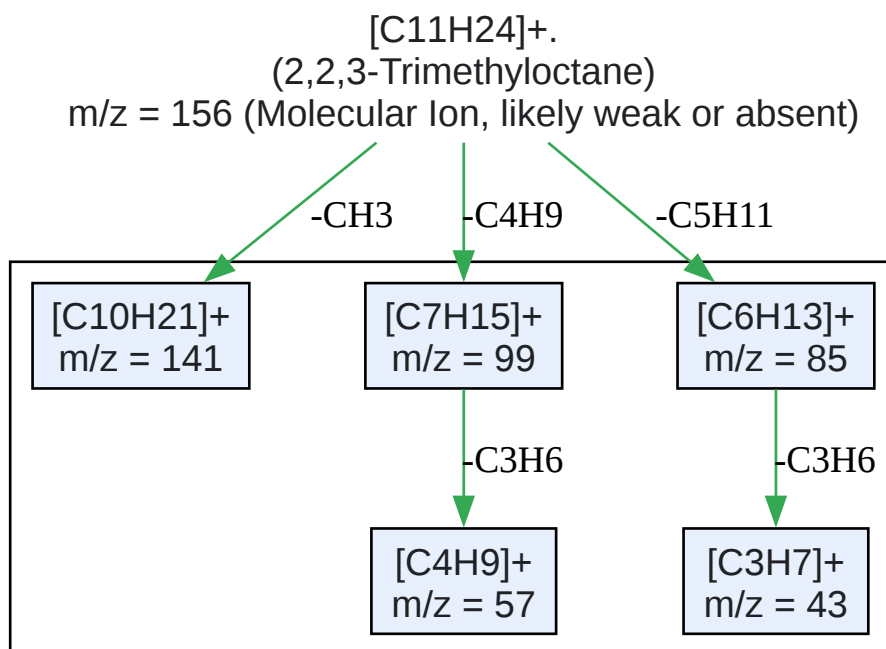 [C11H24]+.
(2,2,3-Trimethyloctane)
m/z = 156 (Molecular Ion, likely weak or absent)
-CH3
-C4H9
-C5H11
[C10H21]+
m/z = 141
[C7H15]+
m/z = 99
[C6H13]+
m/z = 85
-C3H6
-C3H6
[C4H9]+
m/z = 57
[C3H7]+
m/z = 43